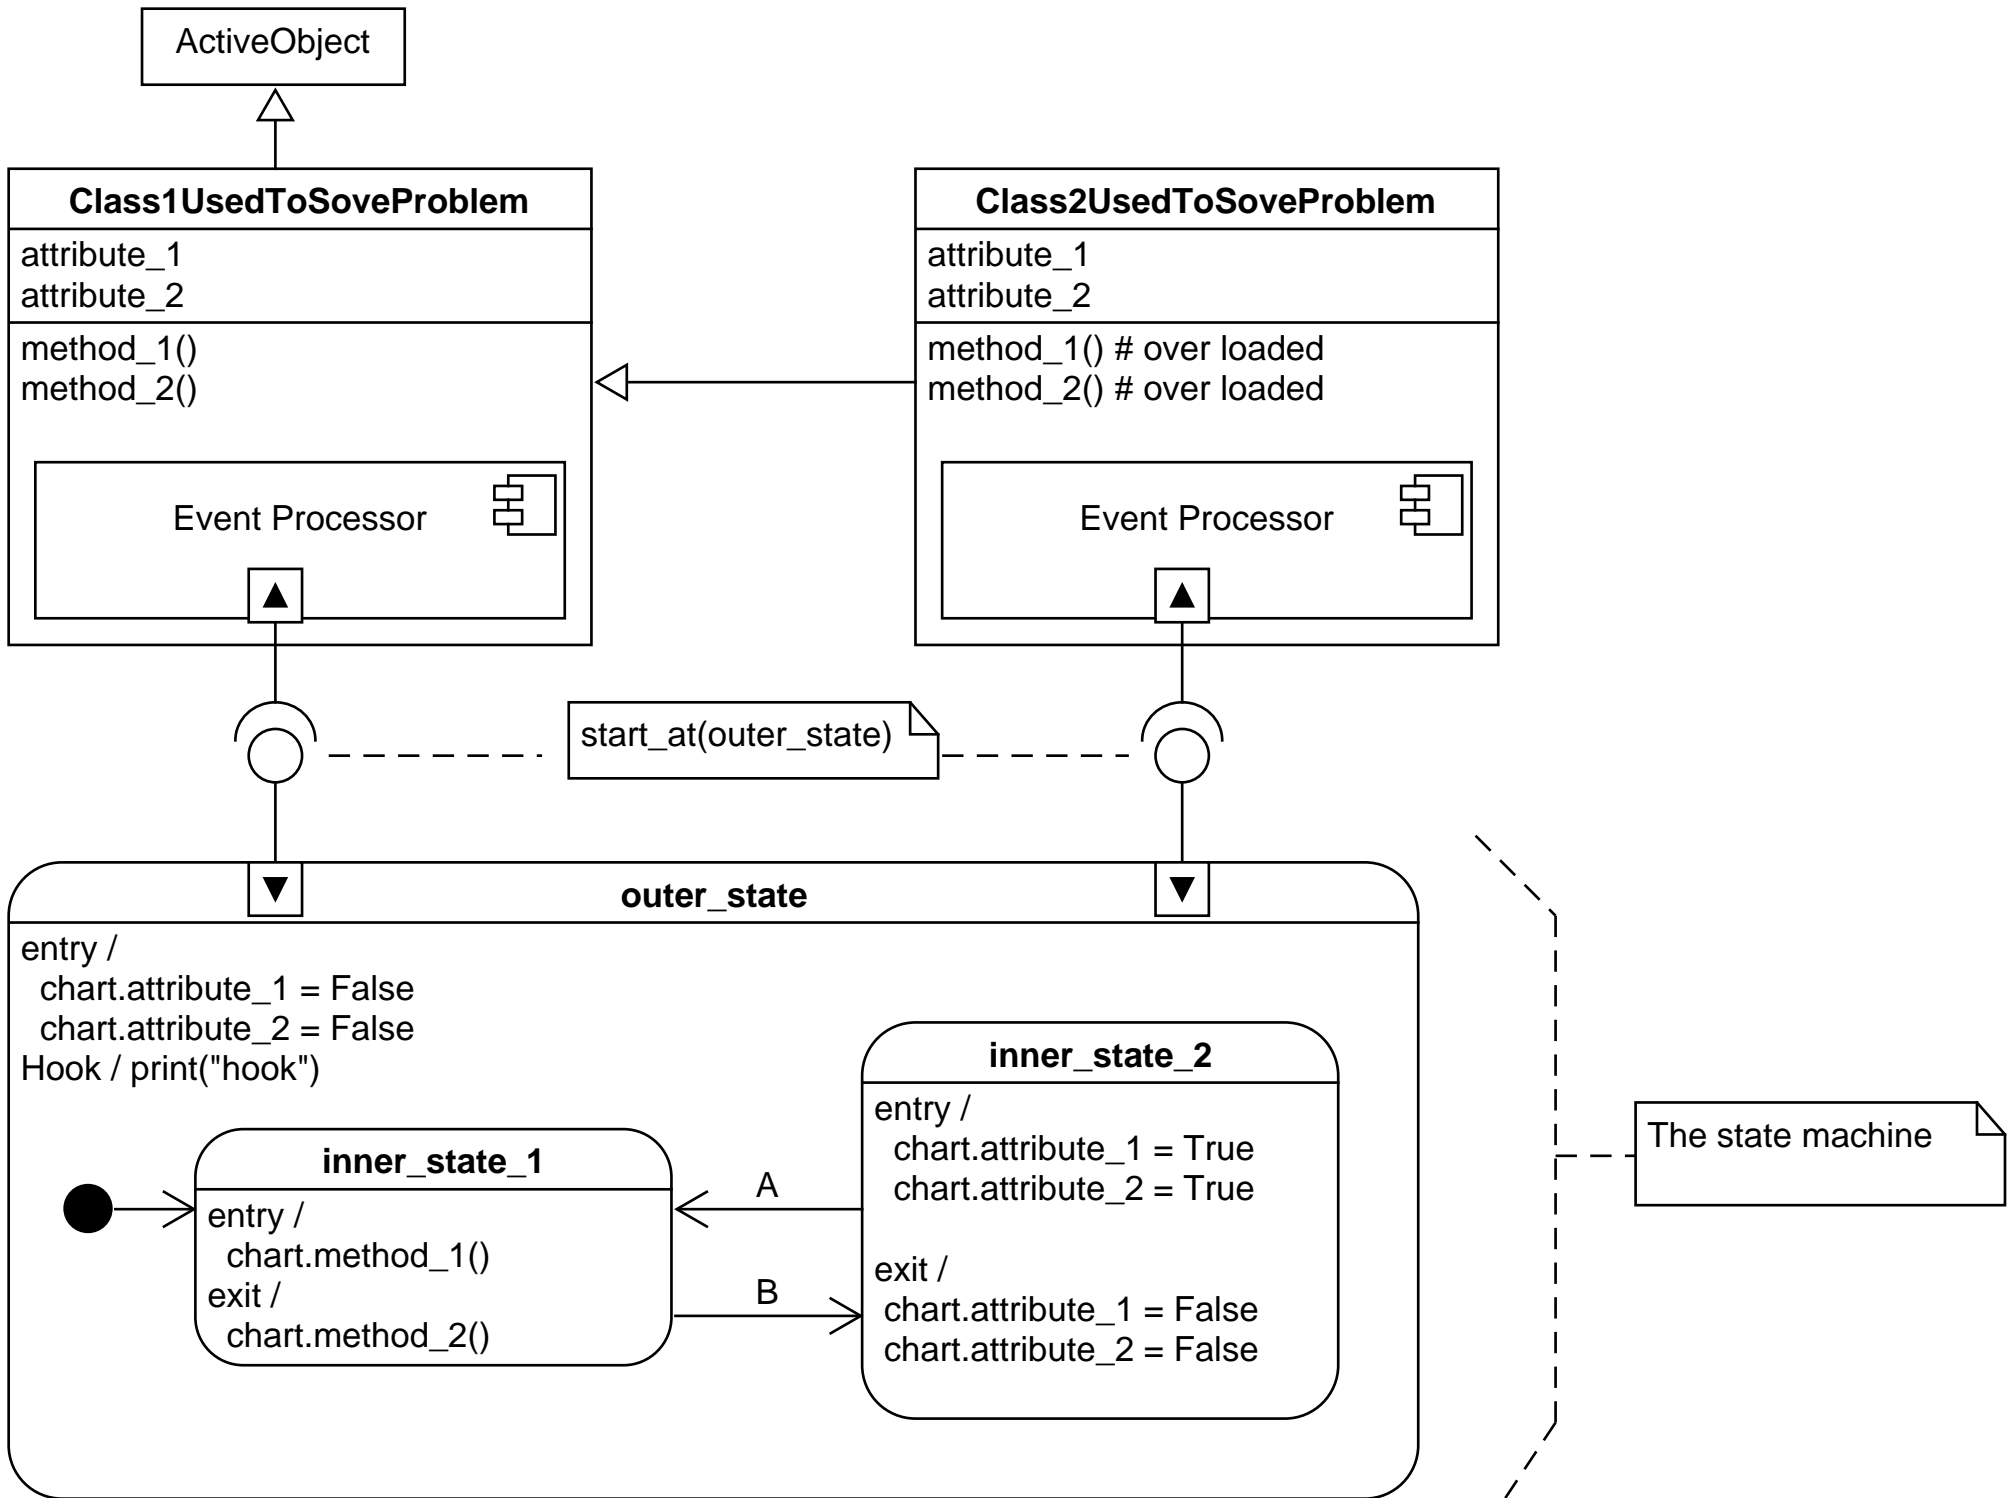 ActiveObject
Class1UsedToSoveProblem
attribute_1
attribute_2
method_1()
method_2()
Event Processor
Class2UsedToSoveProblem
attribute_1
attribute_2
method_1() # over loaded
method_2() # over loaded
Event Processor
start_at(outer_state)
outer_state
entry /
chart.attribute_1 = False
chart.attribute_2 = False
Hook / print("hook")
inner_state_1
entry /
chart.method_1()
exit /
chart.method_2()
A
B
inner_state_2
entry /
chart.attribute_1 = True
chart.attribute_2 = True
exit /
chart.attribute_1 = False
chart.attribute_2 = False
The state machine